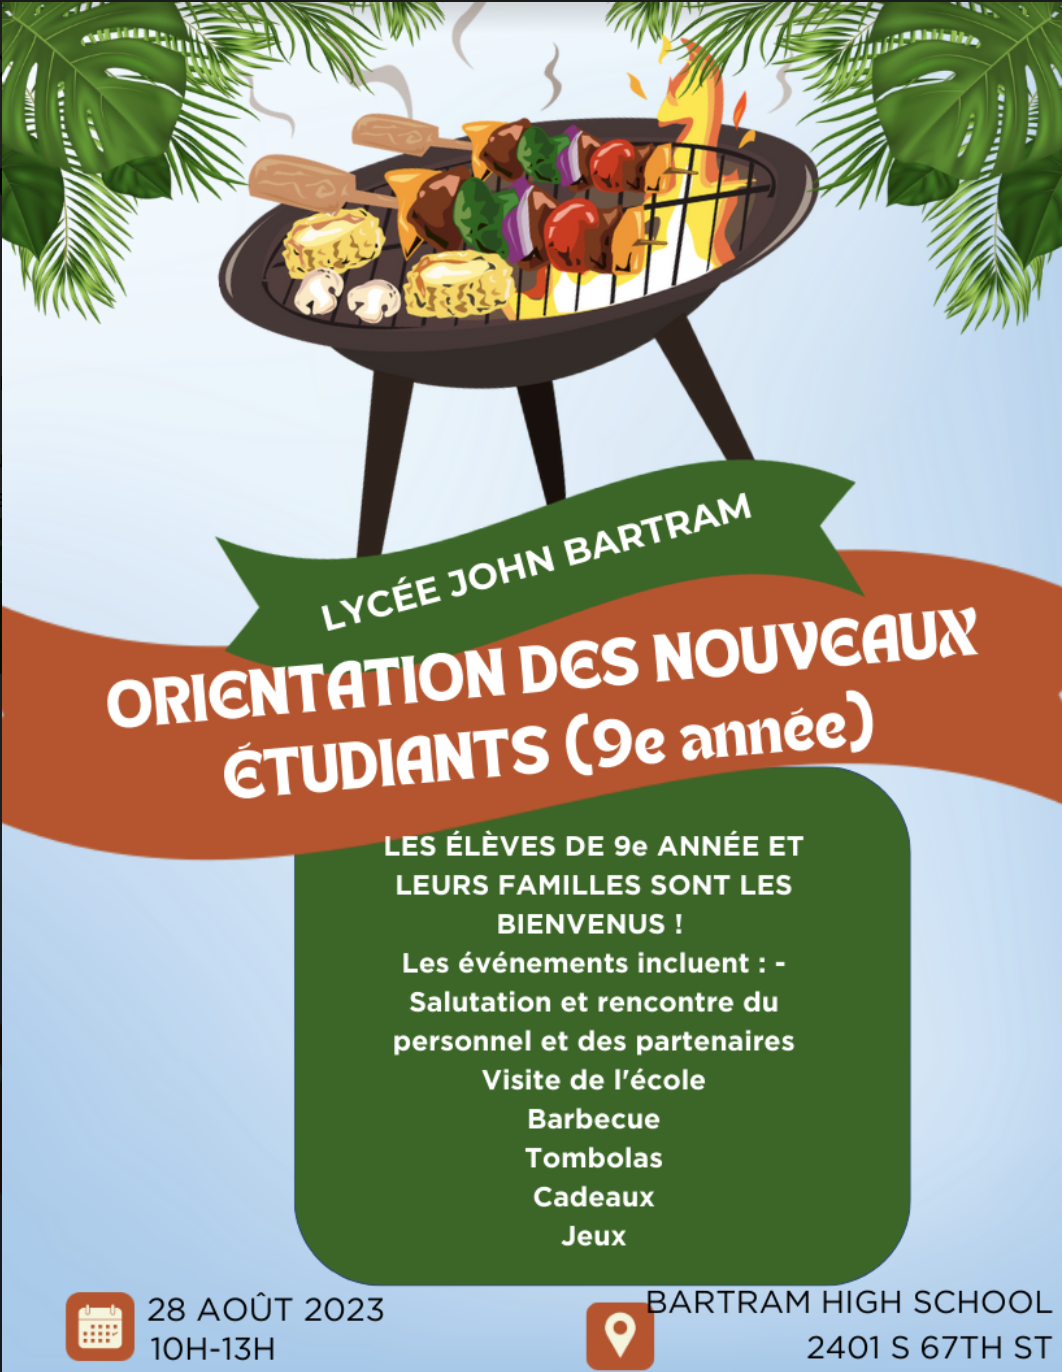 LYCÉE JOHN BARTRAM
ORIENTATION DES NOUVEAUX
ÉTUDIANTS (9e année)
LES ÉLÈVES DE 9e ANNÉE ET
LEURS FAMILLES SONT LES
BIENVENUS !
Les événements incluent : -
Salutation et rencontre du
personnel et des partenaires
Visite de l'école
Barbecue
Tombolas
Cadeaux
Jeux
28 AOÛT 2023
10H-13H
BARTRAM HIGH SCHOOL
2401 S 67TH ST